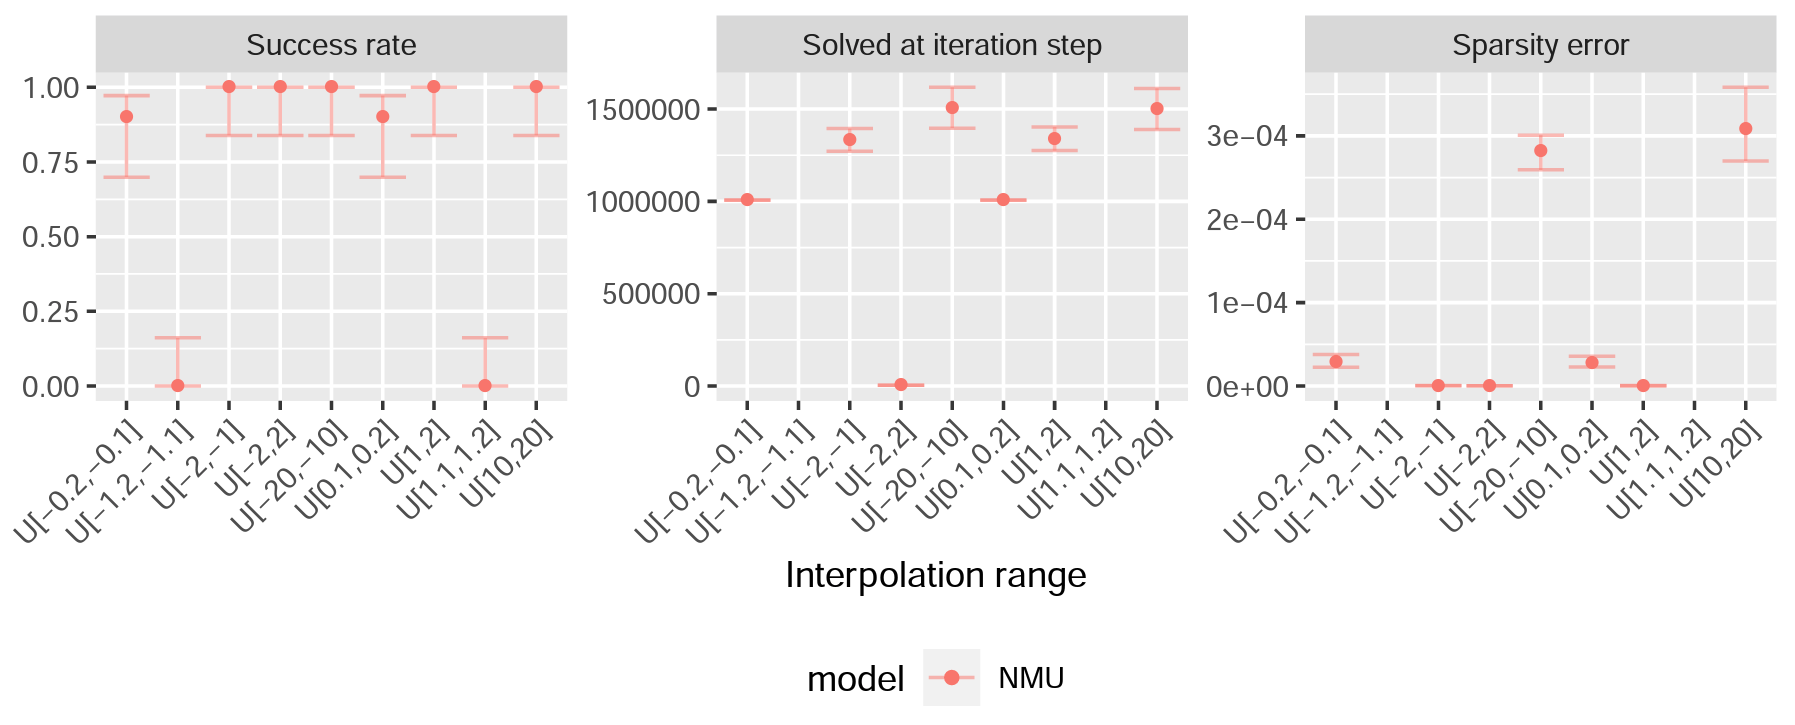 Success rate
Solved at iteration step
Sparsity error
1.00
0.75
0.50
0.25
0.00
1500000
1000000
500000
0
3e−04
2e−04
1e−04
0e+00
U[−0.2,−0.1]
U[−1.2,−1.1]
U[−2,−1]
U[−2,2]
U[−20,−10]
U[0.1,0.2]
U[1,2]
U[1.1,1.2]
U[10,20]
U[−0.2,−0.1]
U[−1.2,−1.1]
U[−2,−1]
U[−2,2]
U[−20,−10]
U[0.1,0.2]
U[1,2]
U[1.1,1.2]
U[10,20]
U[−0.2,−0.1]
U[−1.2,−1.1]
U[−2,−1]
U[−2,2]
U[−20,−10]
U[0.1,0.2]
U[1,2]
U[1.1,1.2]
U[10,20]
Interpolation range
model NMU